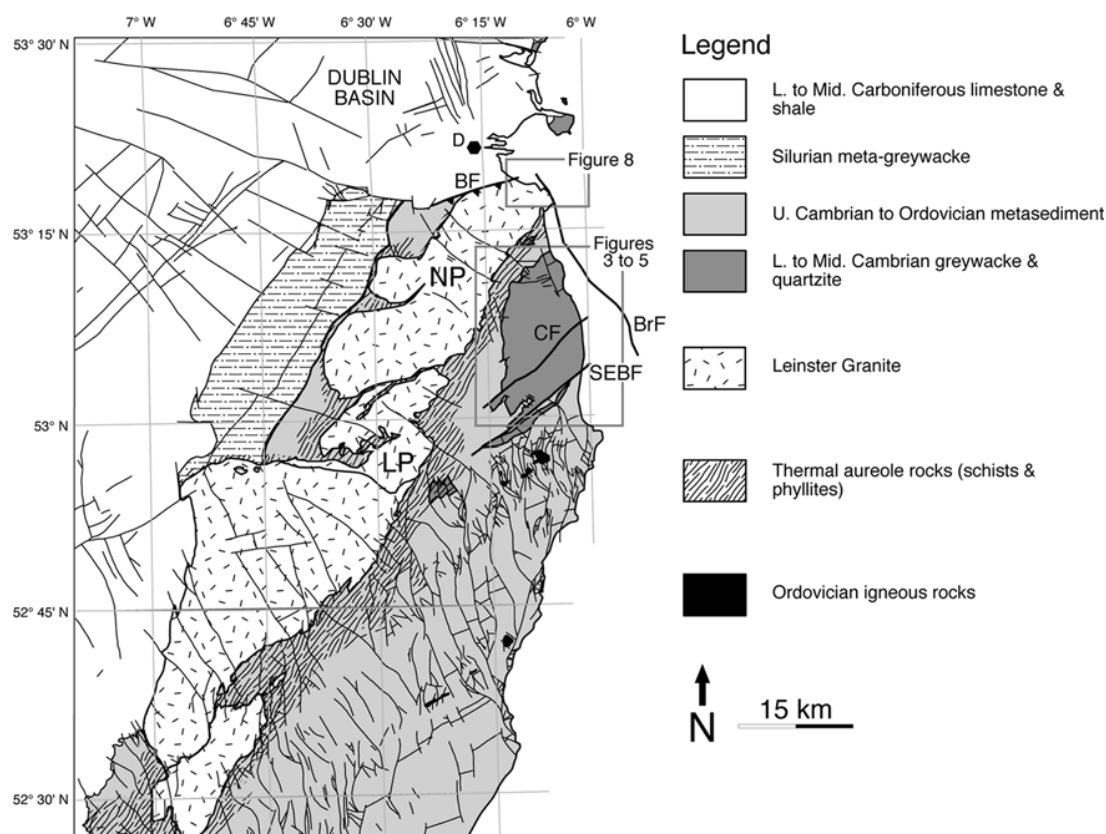 7° W
6° 45' W
6° 30' W
6° 15' W
6° W
53° 30' N
53° 15' N
53° N
52° 45' N
52° 30' N
DUBLIN
BASIN
D
Figure 8
BF
Figures
3 to 5
NP
BrF
CF
SEBF
LP
Legend
L. to Mid. Carboniferous limestone &
shale
Silurian meta-greywacke
U. Cambrian to Ordovician metasediment
L. to Mid. Cambrian greywacke &
quartzite
Leinster Granite
Thermal aureole rocks (schists &
phyllites)
Ordovician igneous rocks
N
15 km